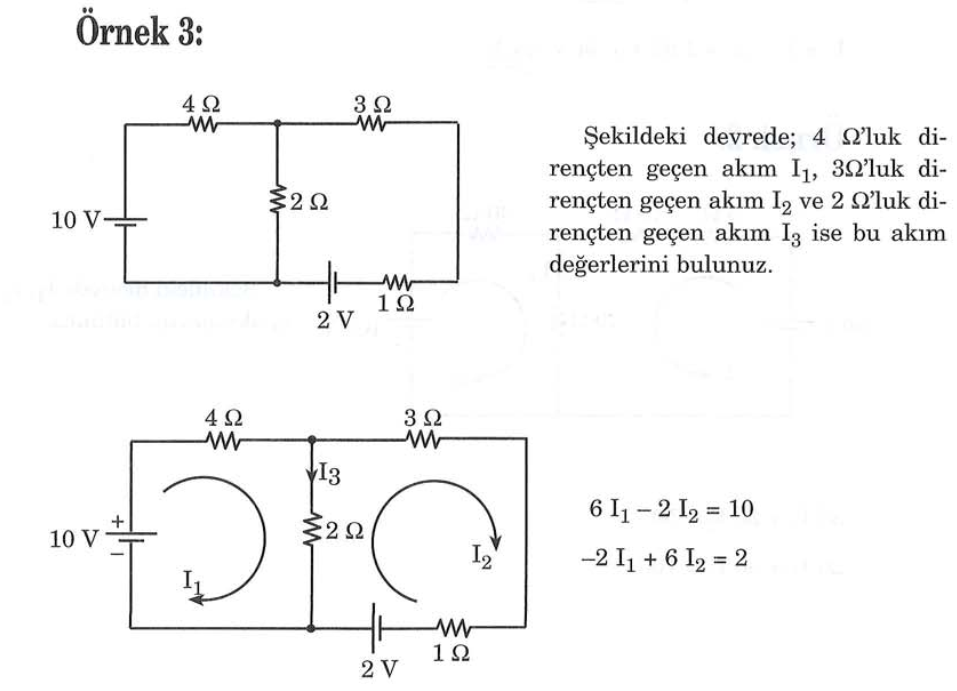 Örnek 3:
4 Ω
3 Ω
2 Ω
10 V
1 Ω
2 V
Şekildeki devrede; 4 Ω'luk di-
rençten geçen akım I₁, 3Ω'luk di-
rençten geçen akım I₂ ve 2 Ω'luk di-
rençten geçen akım I₃ ise bu akım
değerlerini bulunuz.
4 Ω
3 Ω
I3
+
10 V
−
2 Ω
I₂
I₁
1 Ω
2 V
6 I₁ – 2 I₂ = 10
–2 I₁ + 6 I₂ = 2